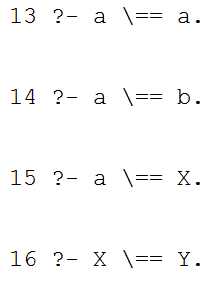 13 ?- a \== a.
14 ?- a \== b.
15 ?- a \== X.
16 ?- X \== Y.